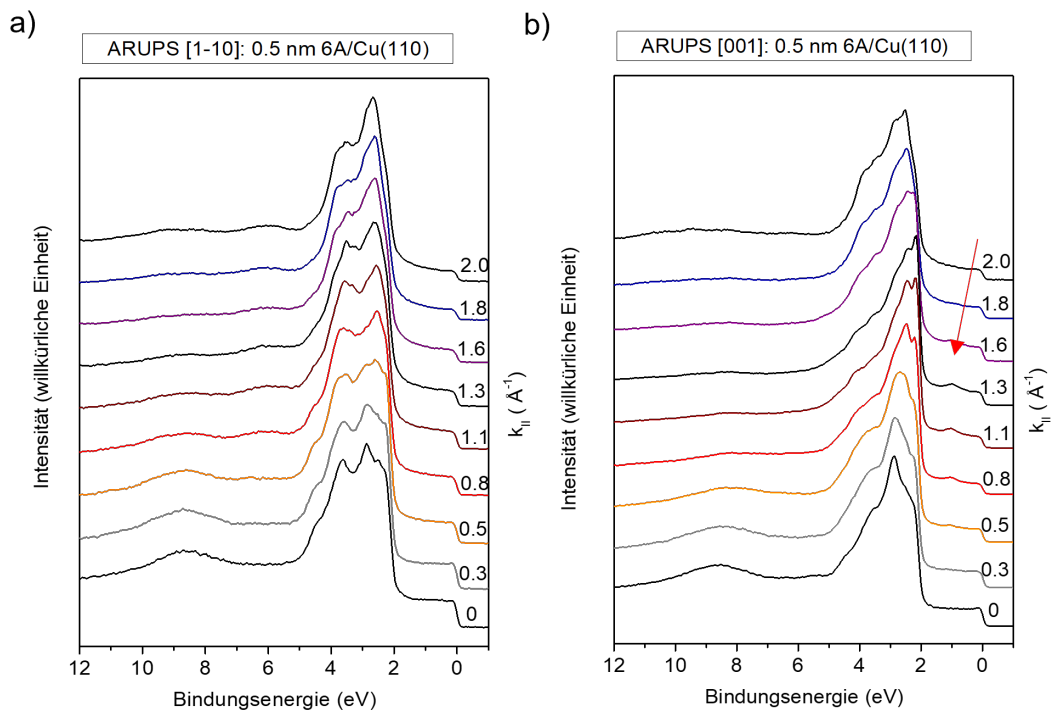 a)
ARUPS [1-10]: 0.5 nm 6A/Cu(110)
Intensität (willkürliche Einheit)
2.0
1.8
1.6
1.3
1.1
0.8
0.5
0.3
0
k|| ( Å-1)
12 10 8 6 4 2 0
Bindungsenergie (eV)
b)
ARUPS [001]: 0.5 nm 6A/Cu(110)
Intensität (willkürliche Einheit)
2.0
1.8
1.6
1.3
1.1
0.8
0.5
0.3
0
k|| ( Å-1)
12 10 8 6 4 2 0
Bindungsenergie (eV)